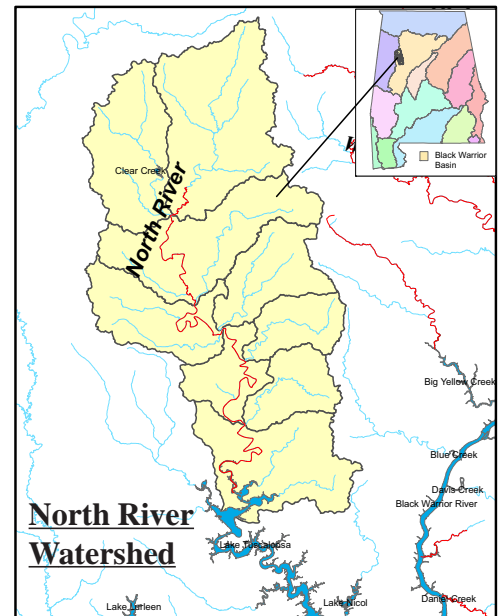 Black Warrior
Basin
Clear Creek
North River
Big Yellow Creek
Blue Creek
Davis Creek
Black Warrior River
North River
Watershed
Lake Tuscaloosa
Lake Lurleen
Lake Nicol
Daniel Creek